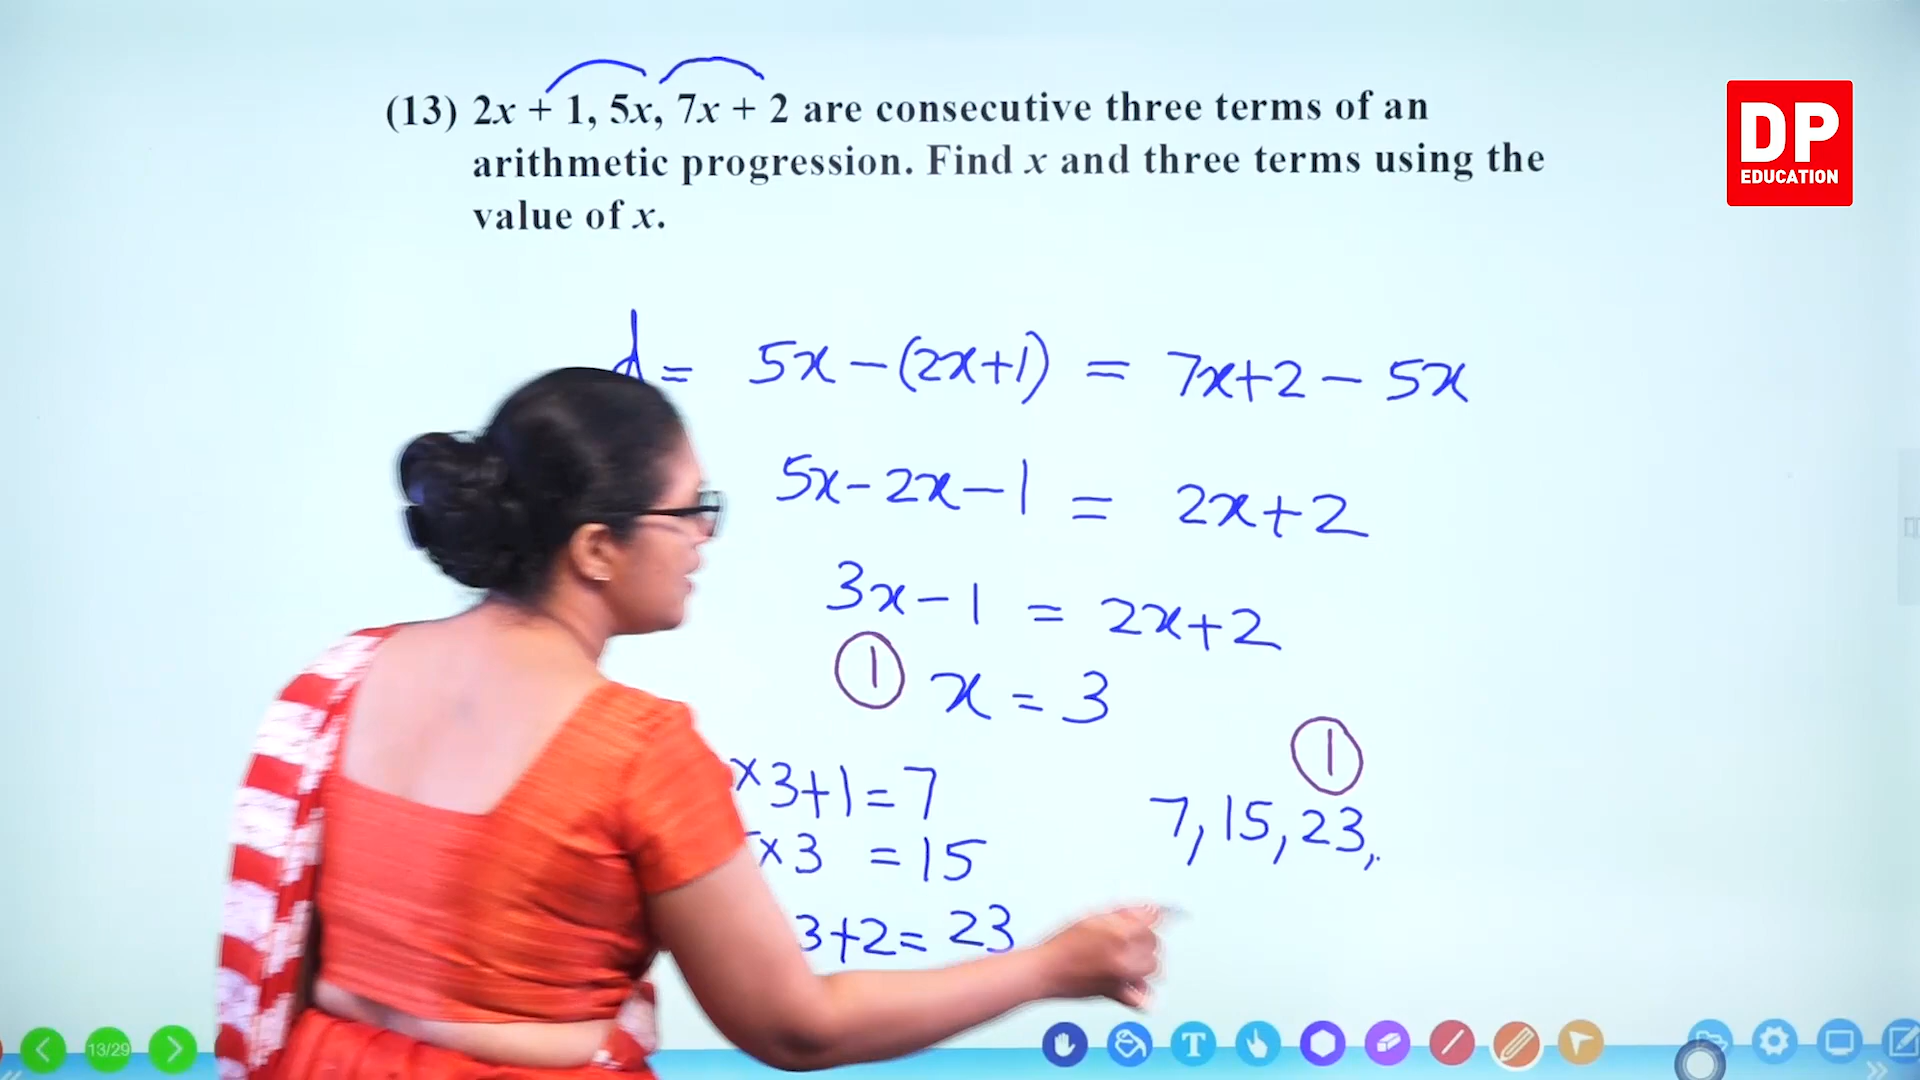 (13) 2x + 1, 5x, 7x + 2 are consecutive three terms of an
arithmetic progression. Find x and three terms using the
value of x.
DP
EDUCATION
d = 5x - (2x+1) = 7x+2 - 5x
5x - 2x - 1 = 2x+2
3x - 1 = 2x+2
① x = 3
①
×3+1 = 7
×3 = 15
3+2 = 23
7, 15, 23,
13/29
T